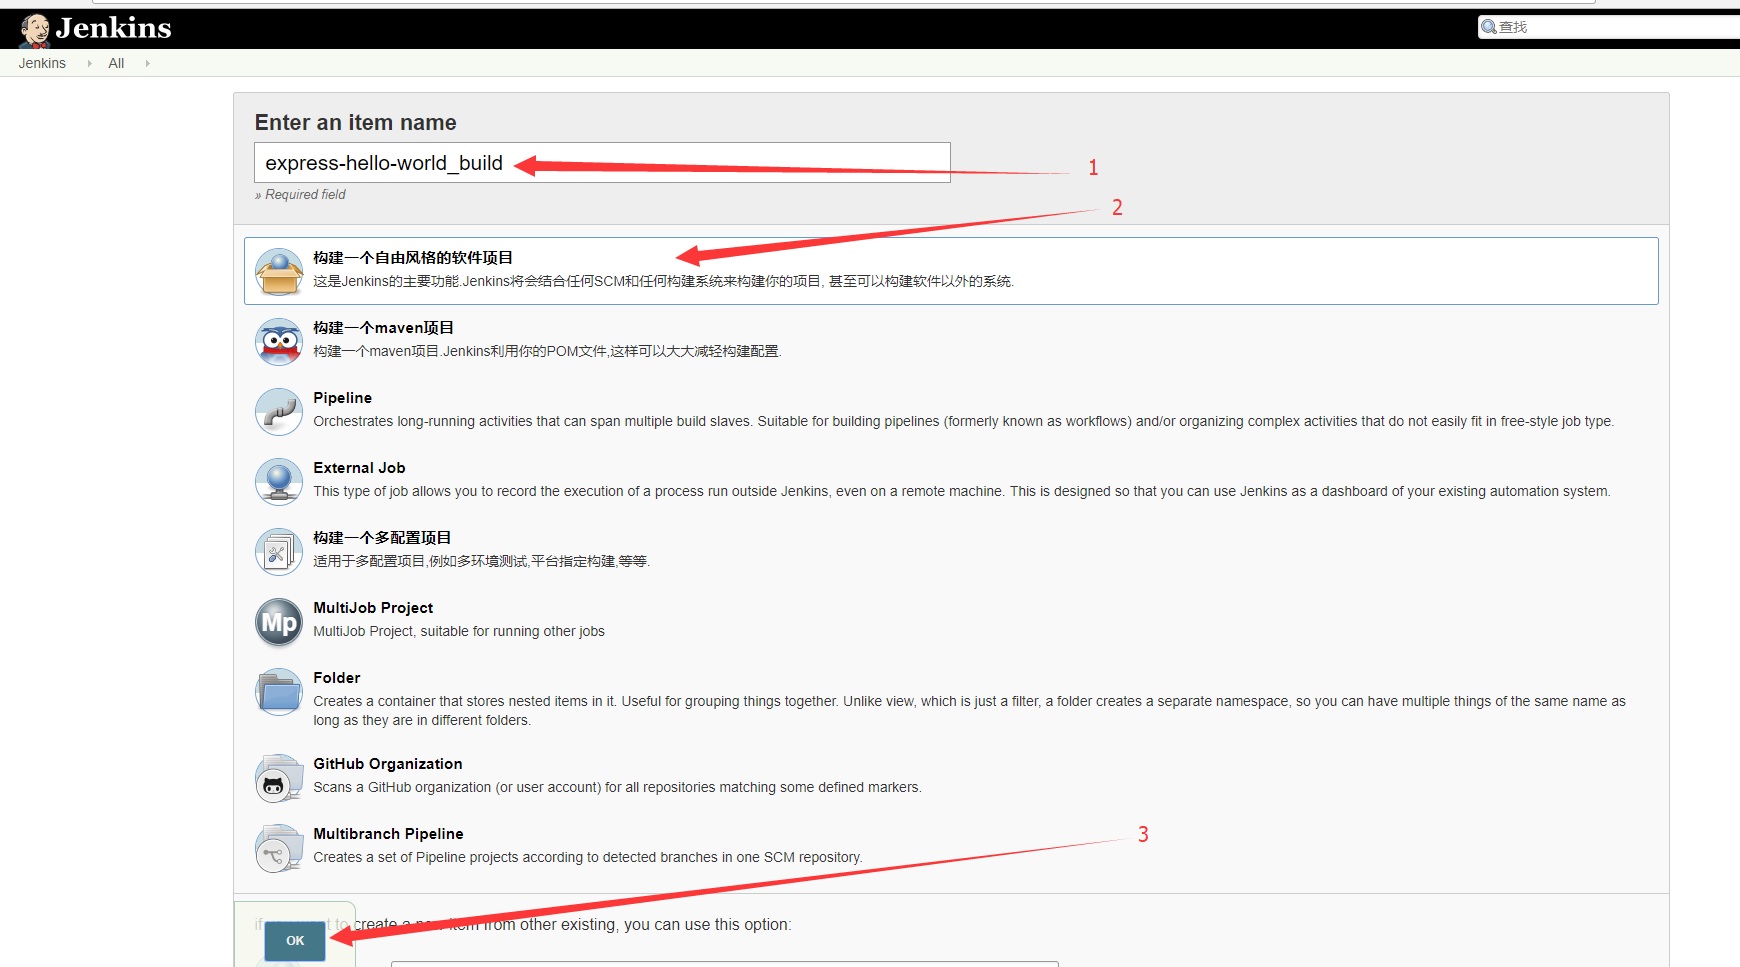 Jenkins
查找
Jenkins All
Enter an item name
express-hello-world_build
1
» Required field
2
构建一个自由风格的软件项目
这是Jenkins的主要功能.Jenkins将会结合任何SCM和任何构建系统来构建你的项目, 甚至可以构建软件以外的系统.
构建一个maven项目
构建一个maven项目.Jenkins利用你的POM文件,这样可以大大减轻构建配置.
Pipeline
Orchestrates long-running activities that can span multiple build slaves. Suitable for building pipelines (formerly known as workflows) and/or organizing complex activities that do not easily fit in free-style job type.
External Job
This type of job allows you to record the execution of a process run outside Jenkins, even on a remote machine. This is designed so that you can use Jenkins as a dashboard of your existing automation system.
构建一个多配置项目
适用于多配置项目,例如多环境测试,平台指定构建,等等.
Mp
MultiJob Project
MultiJob Project, suitable for running other jobs
Folder
Creates a container that stores nested items in it. Useful for grouping things together. Unlike view, which is just a filter, a folder creates a separate namespace, so you can have multiple things of the same name as
long as they are in different folders.
GitHub Organization
Scans a GitHub organization (or user account) for all repositories matching some defined markers.
Multibranch Pipeline
3
Creates a set of Pipeline projects according to detected branches in one SCM repository.
if you want to create a new item from other existing, you can use this option:
OK